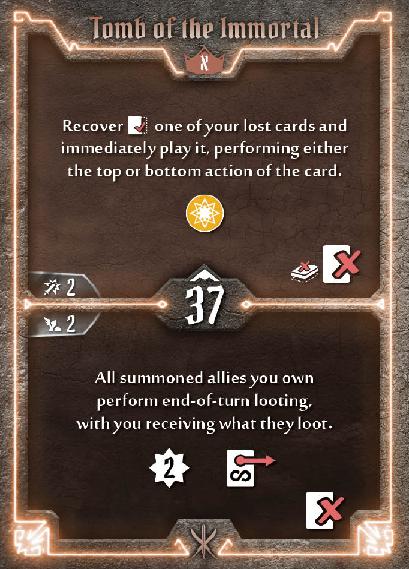 Tomb of the Immortal
X
Recover one of your lost cards and
immediately play it, performing either
the top or bottom action of the card.
2
37
2
All summoned allies you own
perform end-of-turn looting,
with you receiving what they loot.
2